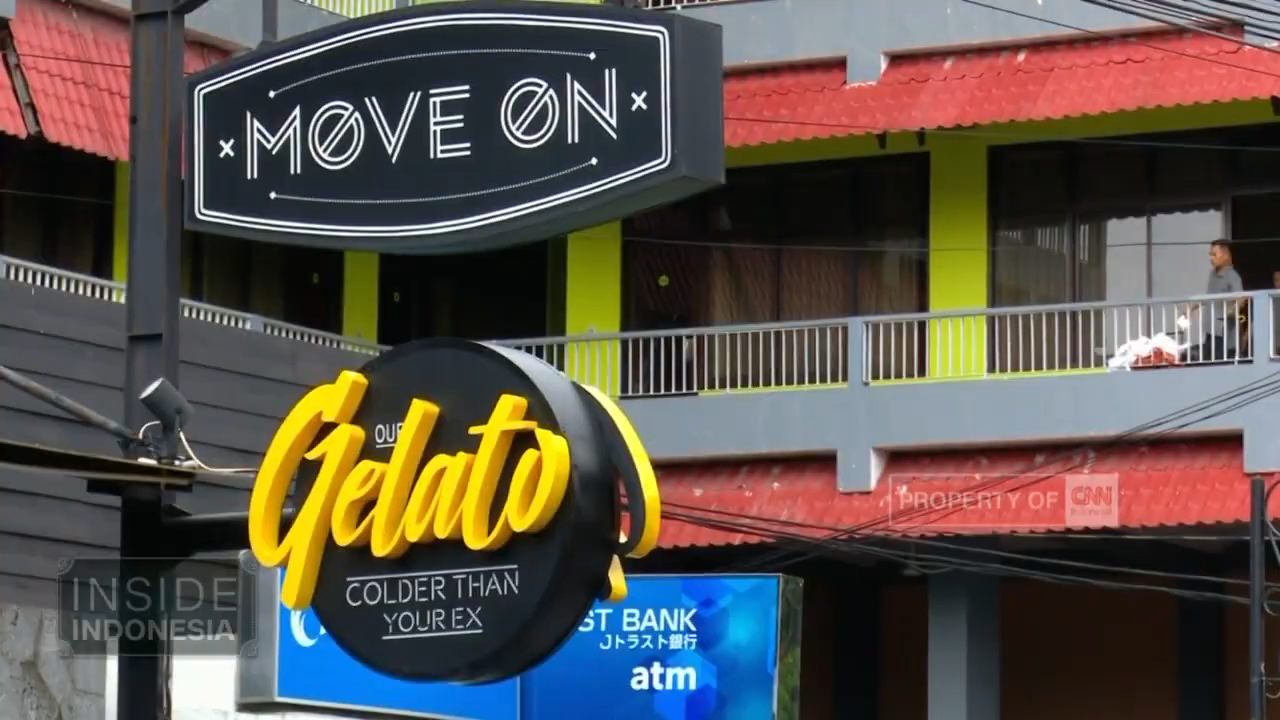 × MØVE ØN ×
OUR
Gelato
COLDER THAN
YOUR EX
PROPERTY OF CNN
Indonesia
INSIDE
INDONESIA
ST BANK
Jトラスト銀行
atm